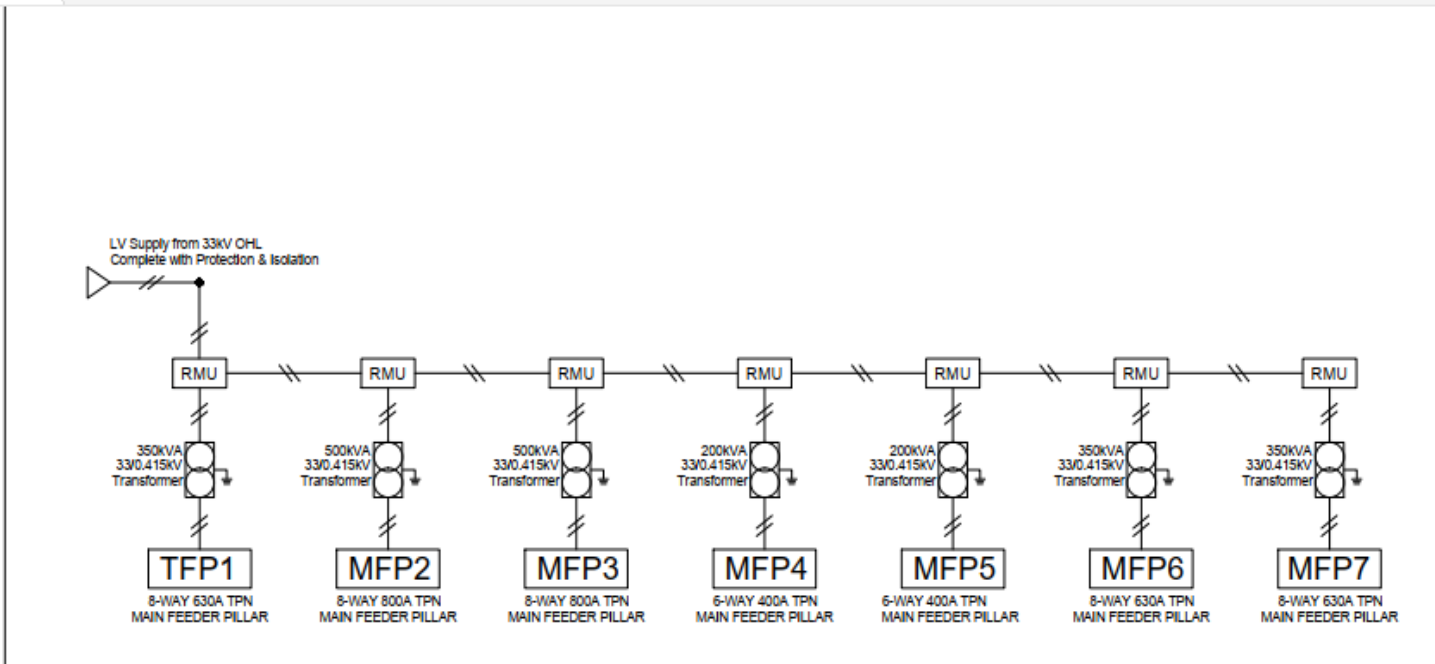 LV Supply from 33kV OHL
Complete with Protection & Isolation
RMU
RMU
RMU
RMU
RMU
RMU
RMU
350kVA
33/0.415kV
Transformer
500kVA
33/0.415kV
Transformer
500kVA
33/0.415kV
Transformer
200kVA
33/0.415kV
Transformer
200kVA
33/0.415kV
Transformer
350kVA
33/0.415kV
Transformer
350kVA
33/0.415kV
Transformer
TFP1
8-WAY 630A TPN
MAIN FEEDER PILLAR
MFP2
8-WAY 800A TPN
MAIN FEEDER PILLAR
MFP3
8-WAY 800A TPN
MAIN FEEDER PILLAR
MFP4
6-WAY 400A TPN
MAIN FEEDER PILLAR
MFP5
6-WAY 400A TPN
MAIN FEEDER PILLAR
MFP6
8-WAY 630A TPN
MAIN FEEDER PILLAR
MFP7
8-WAY 630A TPN
MAIN FEEDER PILLAR